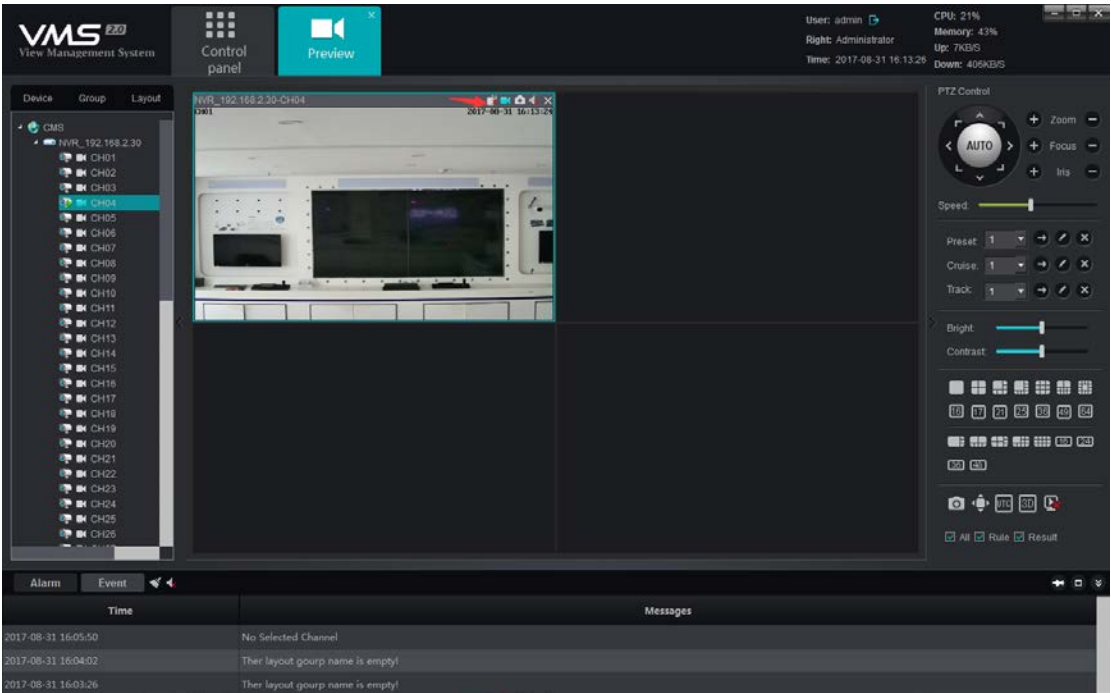 VMS 2.0
View Management System
Control
panel
Preview
User: admin
Right: Administrator
Time: 2017-08-31 16:13:26
CPU: 21%
Memory: 43%
Up: 7KB/S
Down: 406KB/S
Device Group Layout
CMS
NVR_192.168.2.30
CH01
CH02
CH03
CH04
CH05
CH06
CH07
CH08
CH09
CH10
CH11
CH12
CH13
CH14
CH15
CH16
CH17
CH18
CH19
CH20
CH21
CH22
CH23
CH24
CH25
CH26
NVR_192.168.2.30-CH04
CH01 2017-08-31 16:13:24
PTZ Control
AUTO
Zoom
Focus
Iris
Speed:
Preset: 1
Cruise: 1
Track: 1
Bright:
Contrast:
16 17 21 25 36 49 64
UTC 3D
All Rule Result
Alarm Event
Time Messages
2017-08-31 16:05:50 No Selected Channel
2017-08-31 16:04:02 Ther layout gourp name is empty!
2017-08-31 16:03:26 Ther layout gourp name is empty!